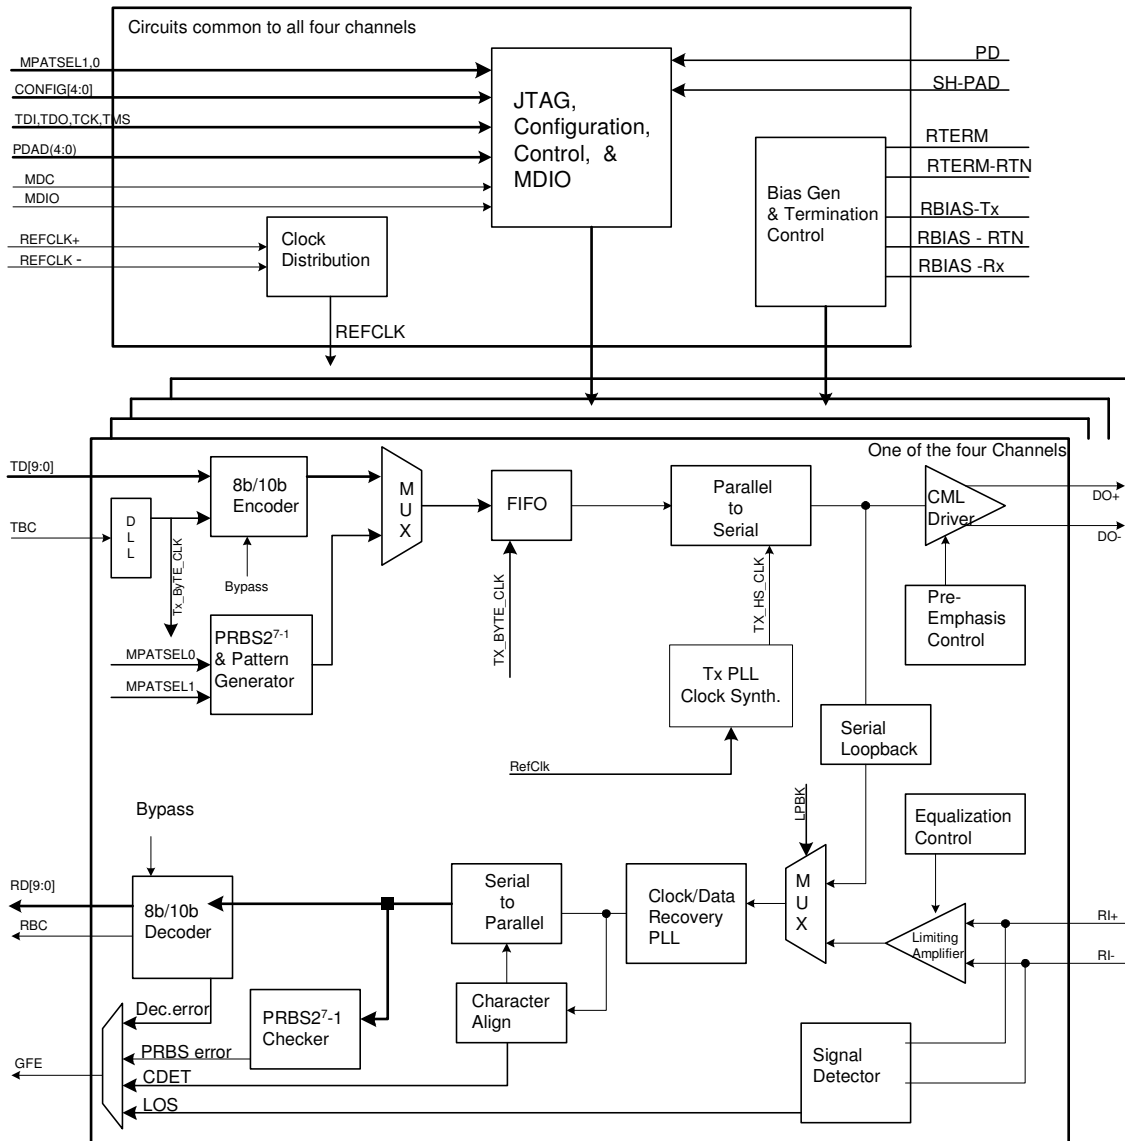 Circuits common to all four channels
MPATSEL1,0
CONFIG[4:0]
TDI,TDO,TCK,TMS
PDAD(4:0)
MDC
MDIO
REFCLK+
REFCLK -
JTAG,
Configuration,
Control, &
MDIO
PD
SH-PAD
Clock
Distribution
REFCLK
Bias Gen
& Termination
Control
RTERM
RTERM-RTN
RBIAS-Tx
RBIAS - RTN
RBIAS -Rx
One of the four Channels
TD[9:0]
TBC
DLL
Tx_ByTE_CLK
8b/10b
Encoder
Bypass
MPATSEL0
MPATSEL1
PRBS2⁷⁻¹
& Pattern
Generator
MUX
FIFO
TX_BYTE_CLK
Parallel
to
Serial
TX_HS_CLK
Tx PLL
Clock Synth.
RefClk
CML
Driver
DO+
DO-
Pre-
Emphasis
Control
Serial
Loopback
Bypass
RD[9:0]
RBC
8b/10b
Decoder
Serial
to
Parallel
Clock/Data
Recovery
PLL
LPBK
MUX
Equalization
Control
Limiting
Amplifier
RI+
RI-
Character
Align
PRBS2⁷-1
Checker
Signal
Detector
Dec.error
PRBS error
CDET
LOS
GFE